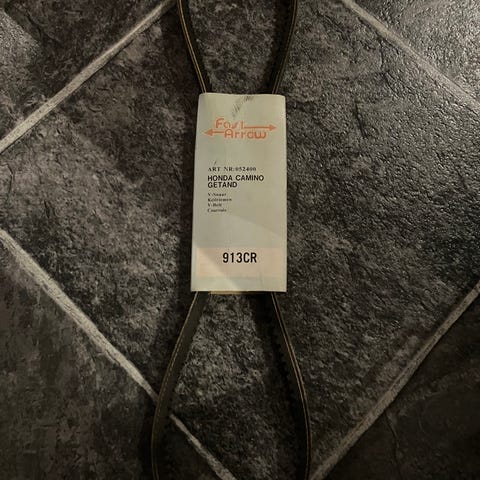 Fast
Arrow
ART NR:052400
HONDA CAMINO
GETAND
V-Snaar
Keilriemen
V-Belt
Courroie
913CR